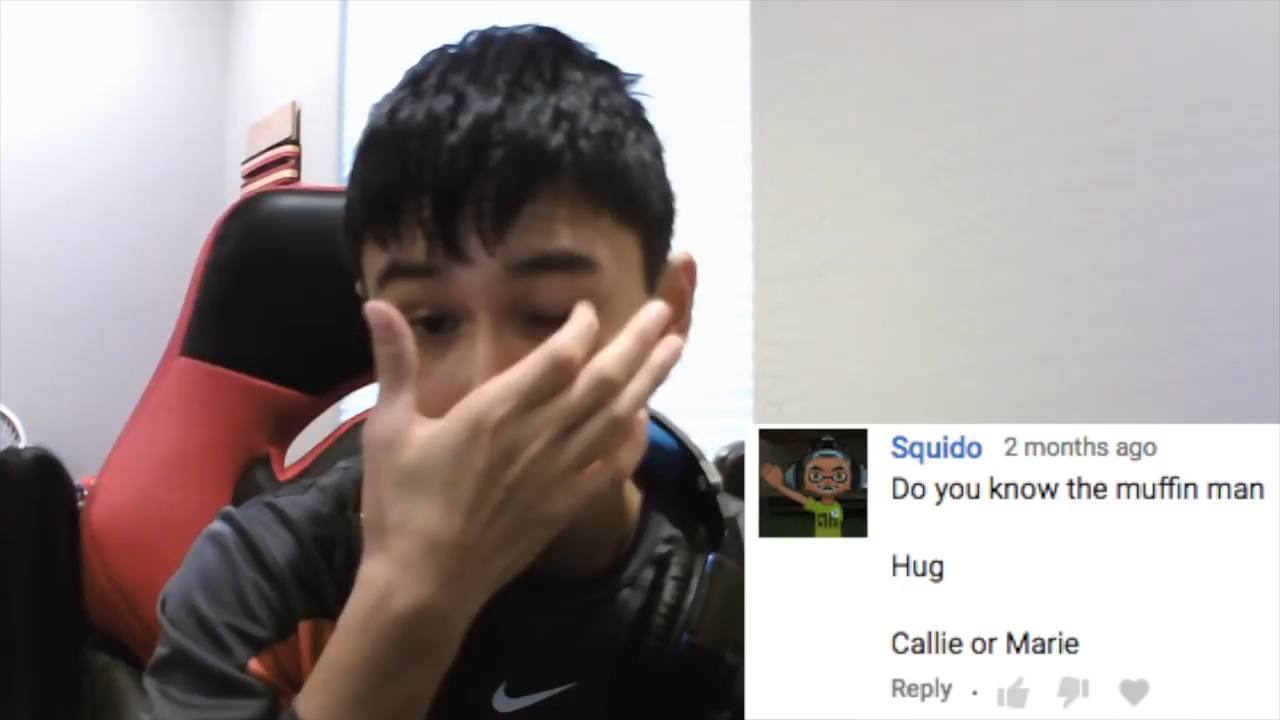 Squido 2 months ago
Do you know the muffin man
Hug
Callie or Marie
Reply